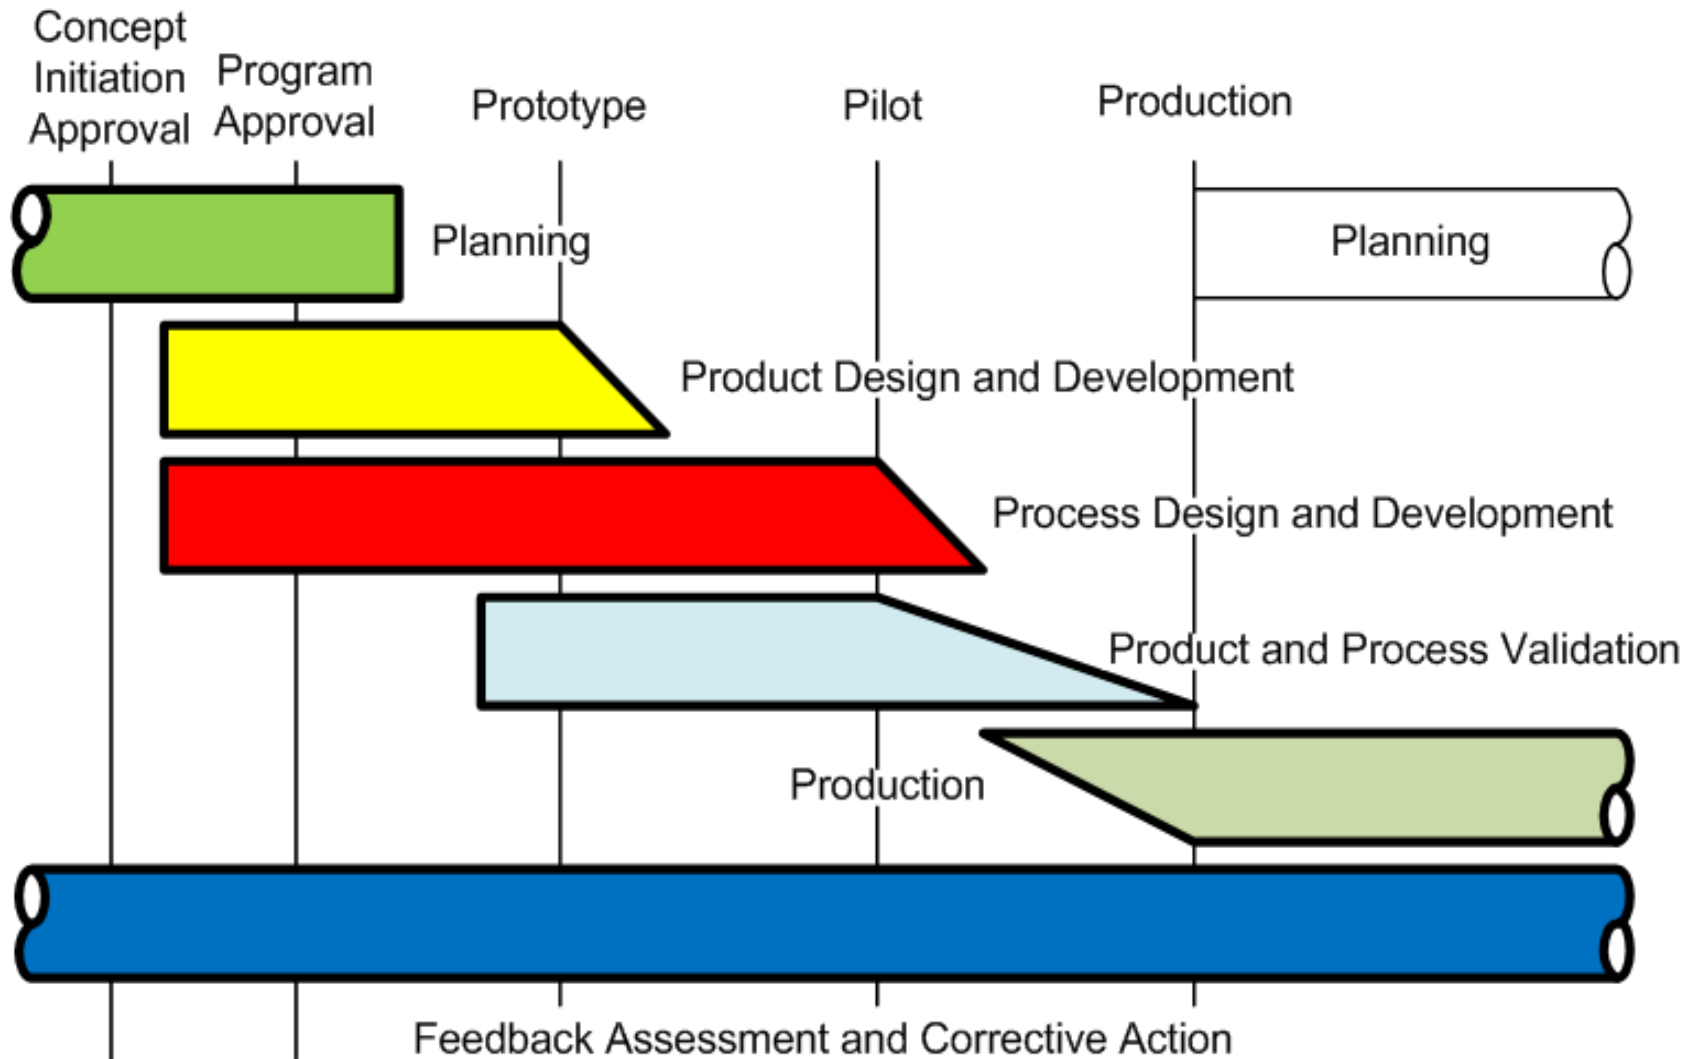 Concept
Initiation
Approval
Program
Approval
Prototype
Pilot
Production
Planning
Planning
Product Design and Development
Process Design and Development
Product and Process Validation
Production
Feedback Assessment and Corrective Action